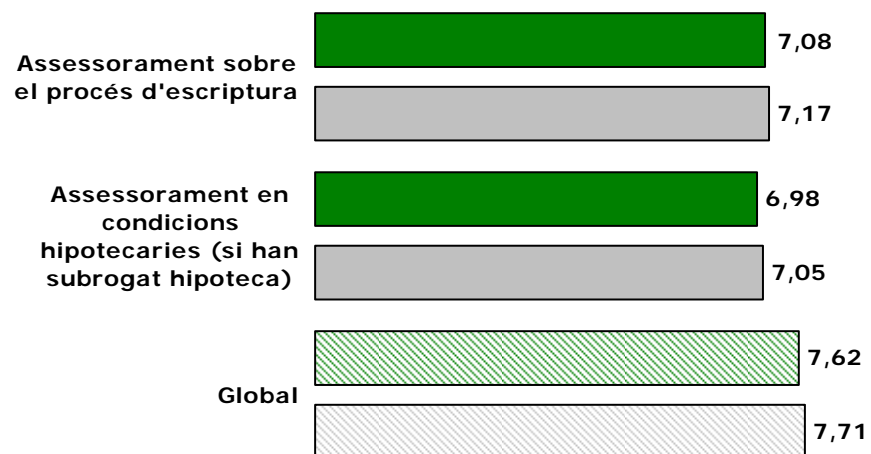 7,08
Assessorament sobre
el procés d'escriptura
7,17
Assessorament en
condicions
hipotecaries (si han
subrogat hipoteca)
6,98
7,05
7,62
Global
7,71